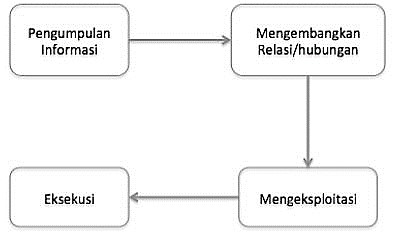 Pengumpulan
Informasi
Mengembangkan
Relasi/hubungan
Mengeksploitasi
Eksekusi